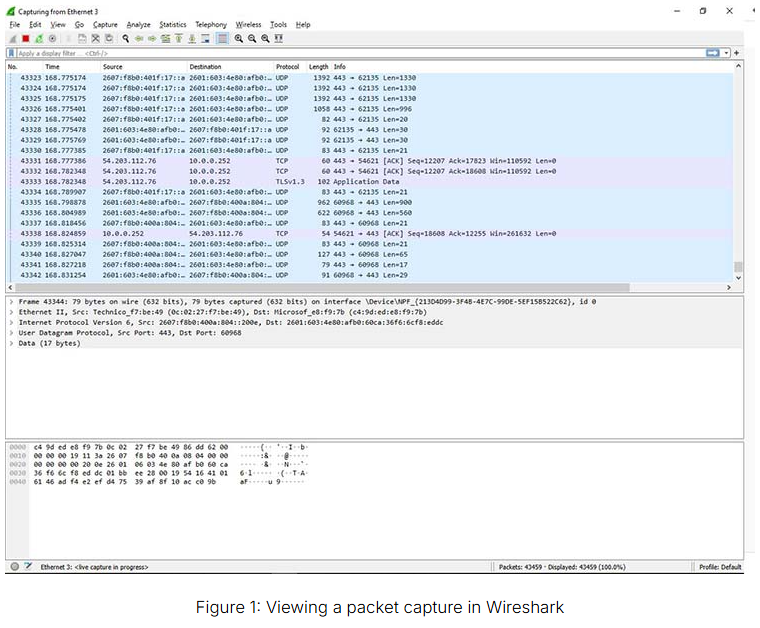 Capturing from Ethernet 3
File Edit View Go Capture Analyze Statistics Telephony Wireless Tools Help
Apply a display filter ... <Ctrl-/>
No. Time Source Destination Protocol Length Info
43323 168.775174 2607:f8b0:401f:17::a 2601:603:4e80:afb0:… UDP 1392 443 → 62135 Len=1330
43324 168.775174 2607:f8b0:401f:17::a 2601:603:4e80:afb0:… UDP 1392 443 → 62135 Len=1330
43325 168.775175 2607:f8b0:401f:17::a 2601:603:4e80:afb0:… UDP 1392 443 → 62135 Len=1330
43326 168.775401 2607:f8b0:401f:17::a 2601:603:4e80:afb0:… UDP 1058 443 → 62135 Len=996
43327 168.775402 2607:f8b0:401f:17::a 2601:603:4e80:afb0:… UDP 82 443 → 62135 Len=20
43328 168.775478 2601:603:4e80:afb0:… 2607:f8b0:401f:17::a UDP 92 62135 → 443 Len=30
43329 168.775769 2601:603:4e80:afb0:… 2607:f8b0:401f:17::a UDP 92 62135 → 443 Len=30
43330 168.777385 2607:f8b0:401f:17::a 2601:603:4e80:afb0:… UDP 83 443 → 62135 Len=21
43331 168.777386 54.203.112.76 10.0.0.252 TCP 60 443 → 54621 [ACK] Seq=12207 Ack=17823 Win=110592 Len=0
43332 168.782348 54.203.112.76 10.0.0.252 TCP 60 443 → 54621 [ACK] Seq=12207 Ack=18608 Win=110592 Len=0
43333 168.782348 54.203.112.76 10.0.0.252 TLSv1.3 102 Application Data
43334 168.789907 2607:f8b0:401f:17::a 2601:603:4e80:afb0:… UDP 83 443 → 62135 Len=21
43335 168.798878 2601:603:4e80:afb0:… 2607:f8b0:400a:804:… UDP 962 60968 → 443 Len=900
43336 168.804989 2601:603:4e80:afb0:… 2607:f8b0:400a:804:… UDP 622 60968 → 443 Len=560
43337 168.818456 2607:f8b0:400a:804:… 2601:603:4e80:afb0:… UDP 83 443 → 60968 Len=21
43338 168.824859 10.0.0.252 54.203.112.76 TCP 54 54621 → 443 [ACK] Seq=18608 Ack=12255 Win=261632 Len=0
43339 168.825314 2607:f8b0:400a:804:… 2601:603:4e80:afb0:… UDP 83 443 → 60968 Len=21
43340 168.827047 2607:f8b0:400a:804:… 2601:603:4e80:afb0:… UDP 127 443 → 60968 Len=65
43341 168.827218 2607:f8b0:400a:804:… 2601:603:4e80:afb0:… UDP 79 443 → 60968 Len=17
43342 168.831254 2601:603:4e80:afb0:… 2607:f8b0:400a:804:… UDP 91 60968 → 443 Len=29
Frame 43344: 79 bytes on wire (632 bits), 79 bytes captured (632 bits) on interface \Device\NPF_{213D4D99-3F4B-4E7C-99DE-5EF15B522C62}, id 0
Ethernet II, Src: Technico_f7:be:49 (0c:02:27:f7:be:49), Dst: Microsof_e8:f9:7b (c4:9d:ed:e8:f9:7b)
Internet Protocol Version 6, Src: 2607:f8b0:400a:804::200e, Dst: 2601:603:4e80:afb0:60ca:36f6:6cf8:eddc
User Datagram Protocol, Src Port: 443, Dst Port: 60968
Data (17 bytes)
0000 c4 9d ed e8 f9 7b 0c 02 27 f7 be 49 86 dd 62 00 ·····{·· '··I··b·
0010 00 00 00 19 11 3a 26 07 f8 b0 40 0a 08 04 00 00 ·····:&· ··@·····
0020 00 00 00 00 20 0e 26 01 06 03 4e 80 af b0 60 ca ···· ·&· ··N···`·
0030 36 f6 6c f8 ed dc 01 bb ee 28 00 19 54 16 41 01 6·l····· ·(··T·A·
0040 61 46 ad f4 e2 ef d4 75 39 af 8f 10 ac c0 9b aF·····u 9······
Ethernet 3: <live capture in progress> Packets: 43459 · Displayed: 43459 (100.0%) Profile: Default
Figure 1: Viewing a packet capture in Wireshark